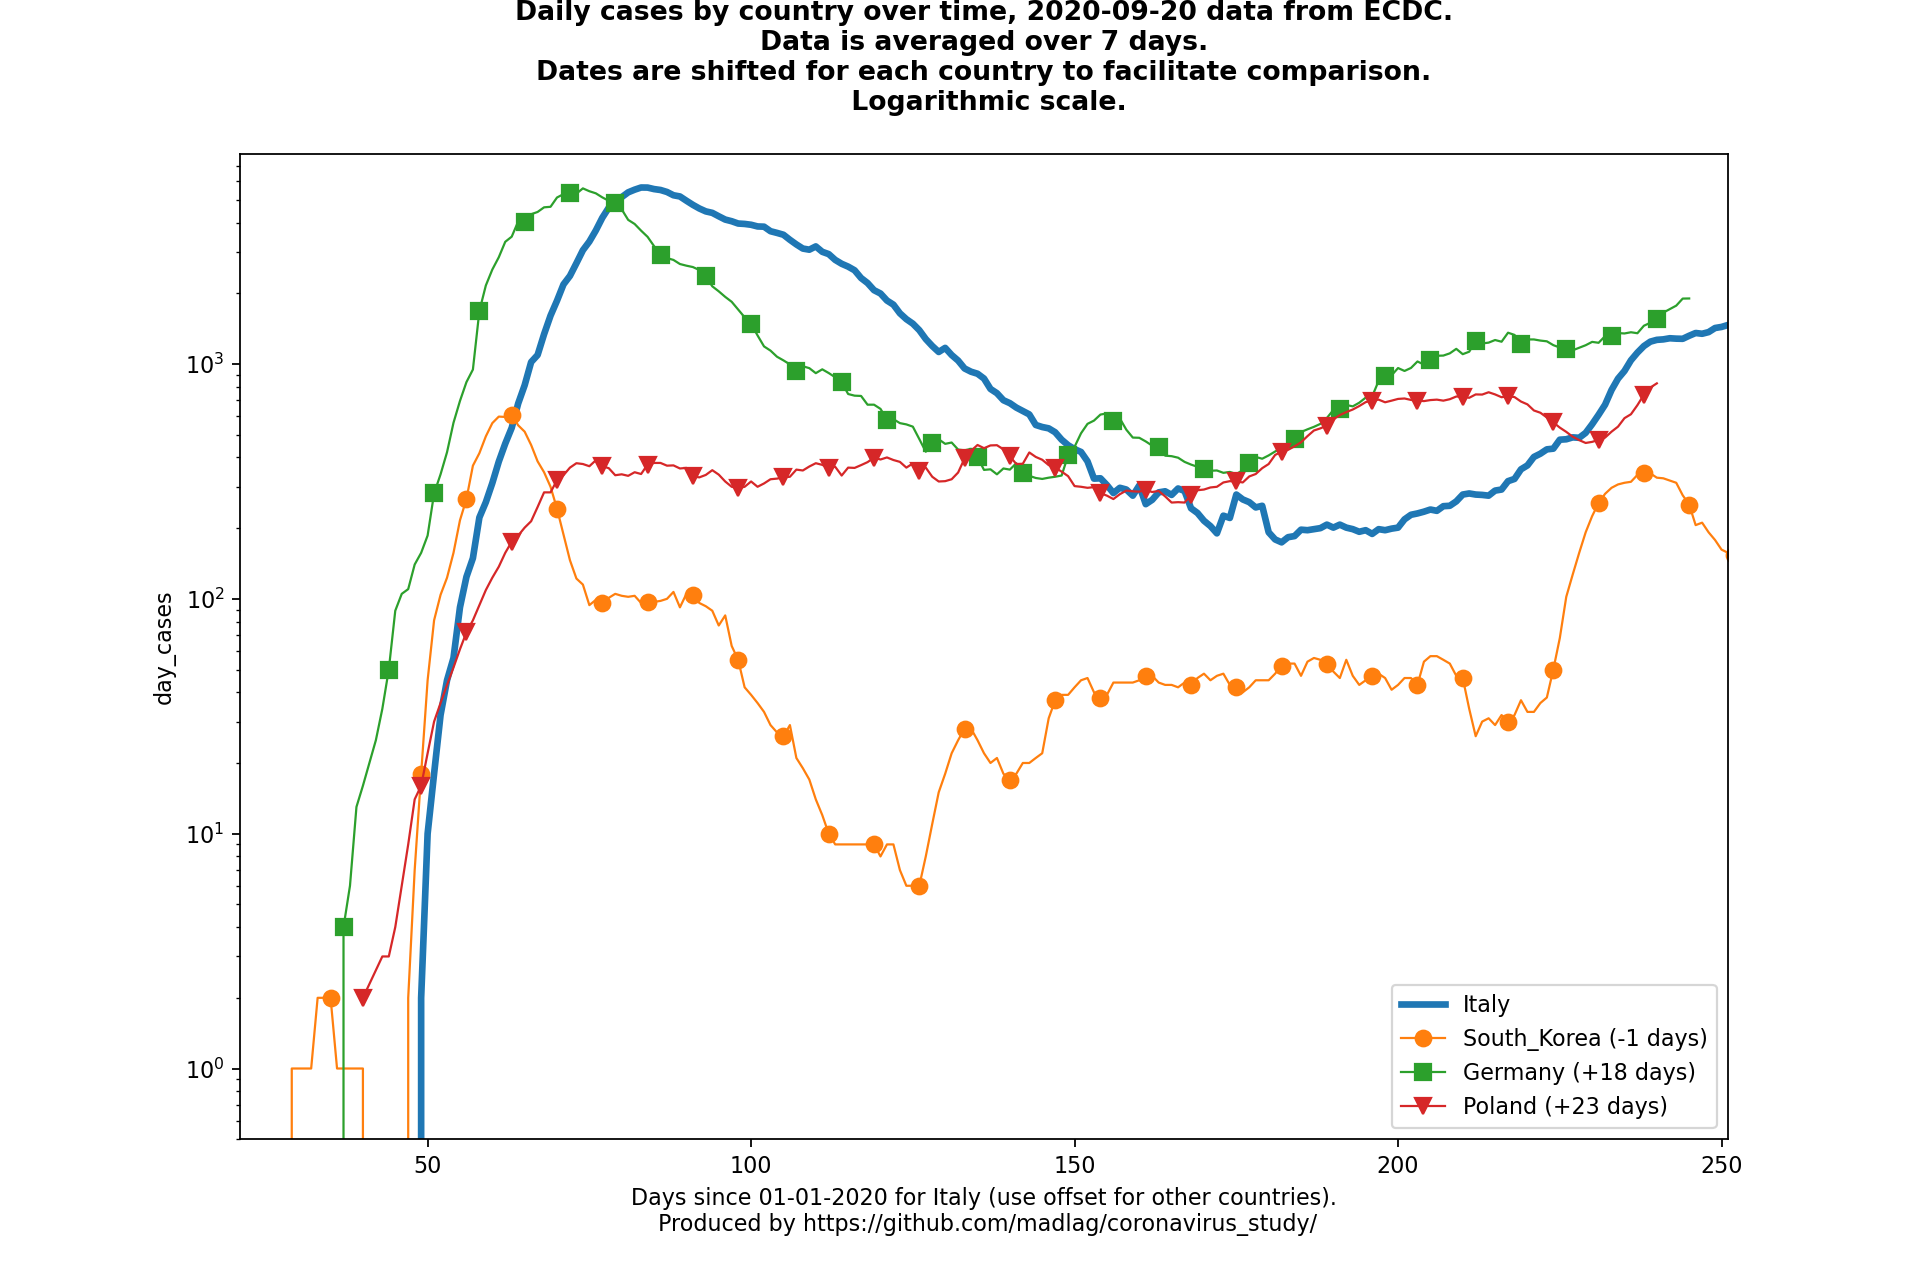 Daily cases by country over time, 2020-09-20 data from ECDC.
Data is averaged over 7 days.
Dates are shifted for each country to facilitate comparison.
Logarithmic scale.
10³
10²
10¹
10⁰
day_cases
Italy
South_Korea (-1 days)
Germany (+18 days)
Poland (+23 days)
50
100
150
200
250
Days since 01-01-2020 for Italy (use offset for other countries).
Produced by https://github.com/madlag/coronavirus_study/